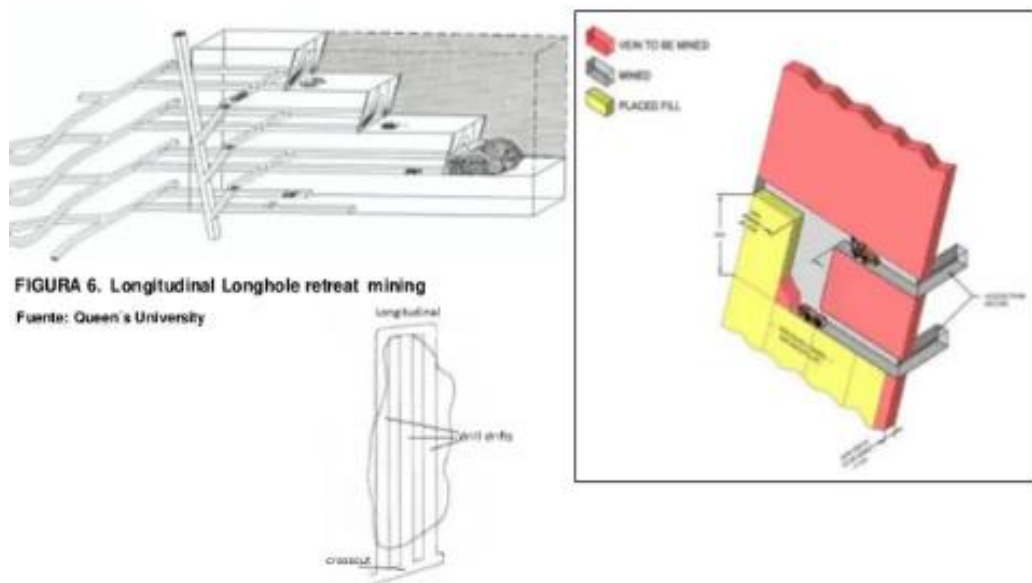 FIGURA 6. Longitudinal Longhole retreat mining
Fuente: Queen´s University
Longitudinal
drill drifts
crosscut
VEIN TO BE MINED
MINED
PLACED FILL